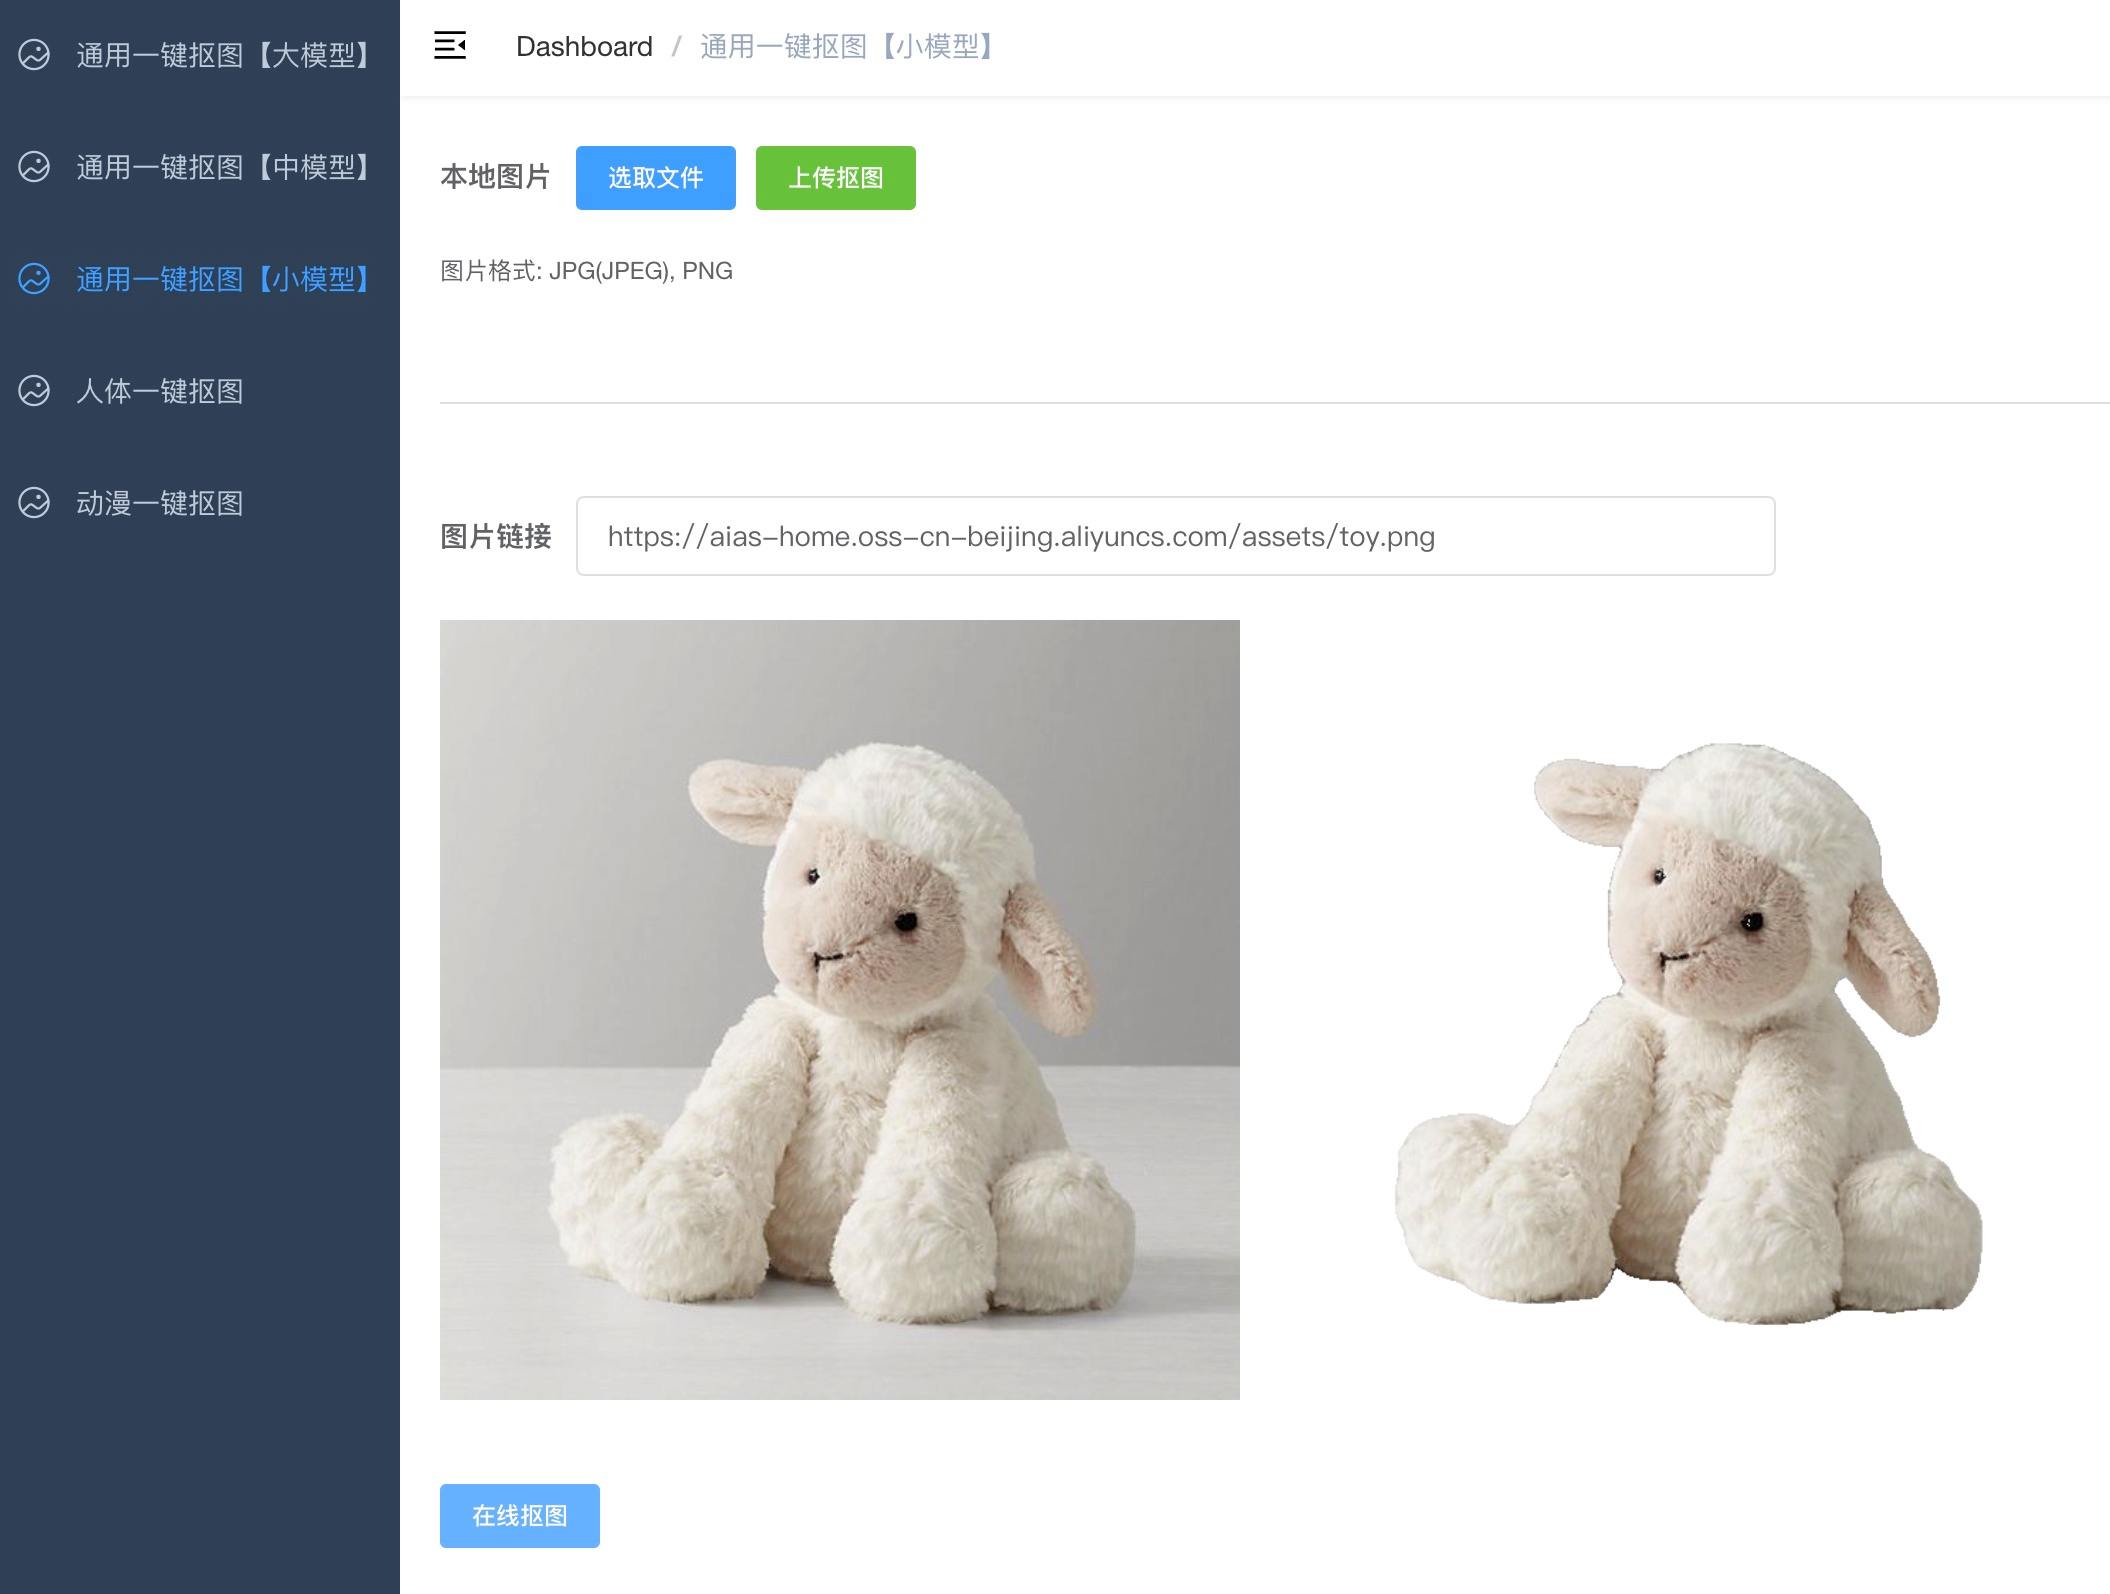 通用一键抠图【大模型】
通用一键抠图【中模型】
通用一键抠图【小模型】
人体一键抠图
动漫一键抠图
Dashboard / 通用一键抠图【小模型】
本地图片 选取文件 上传抠图
图片格式: JPG(JPEG), PNG
图片链接 https://aias-home.oss-cn-beijing.aliyuncs.com/assets/toy.png
在线抠图